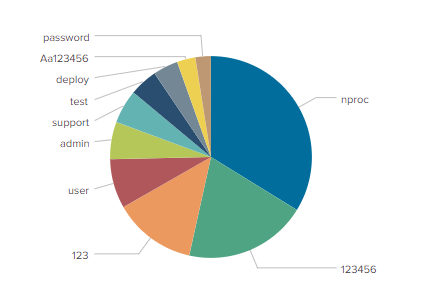 password
Aa123456
deploy
test
support
admin
user
123
nproc
123456